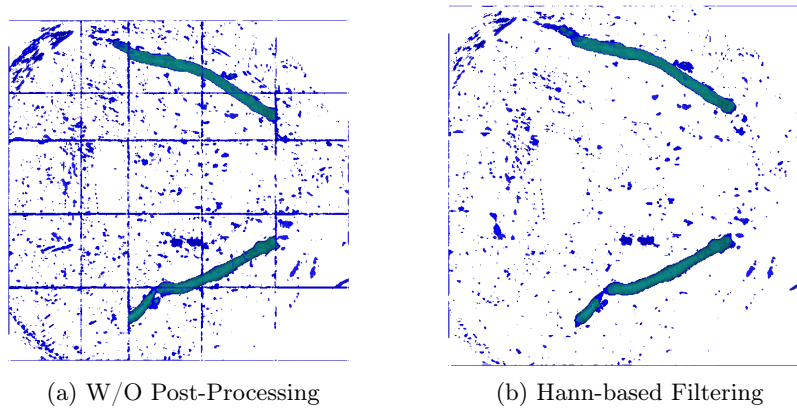 (a) W/O Post-Processing
(b) Hann-based Filtering